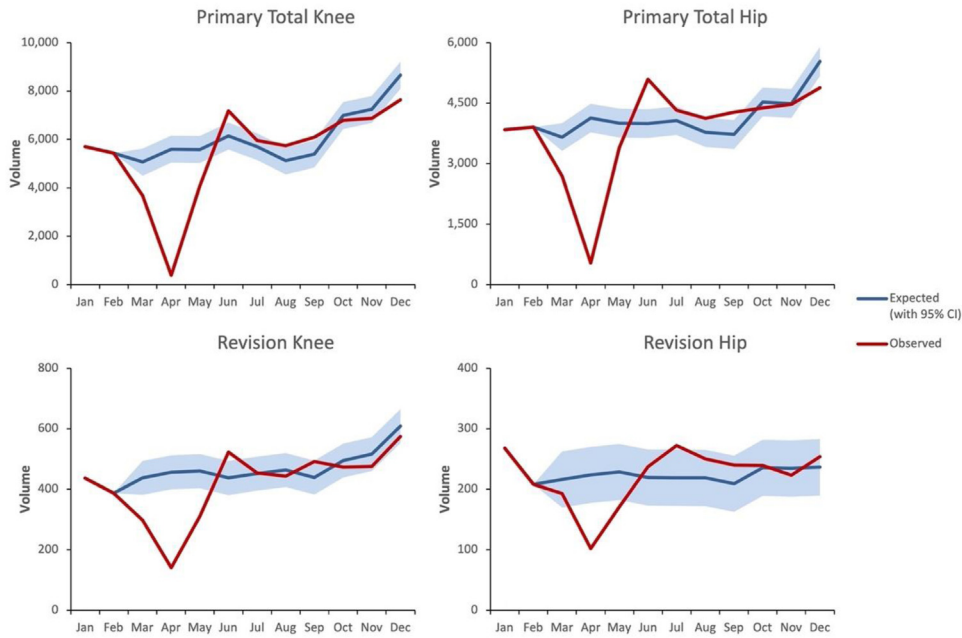 Primary Total Knee
10,000
8,000
6,000
4,000
2,000
0
Volume
Jan Feb Mar Apr May Jun Jul Aug Sep Oct Nov Dec
Primary Total Hip
6,000
4,500
3,000
1,500
0
Volume
Jan Feb Mar Apr May Jun Jul Aug Sep Oct Nov Dec
Expected
(with 95% CI)
Observed
Revision Knee
800
600
400
200
0
Volume
Jan Feb Mar Apr May Jun Jul Aug Sep Oct Nov Dec
Revision Hip
400
300
200
100
0
Volume
Jan Feb Mar Apr May Jun Jul Aug Sep Oct Nov Dec